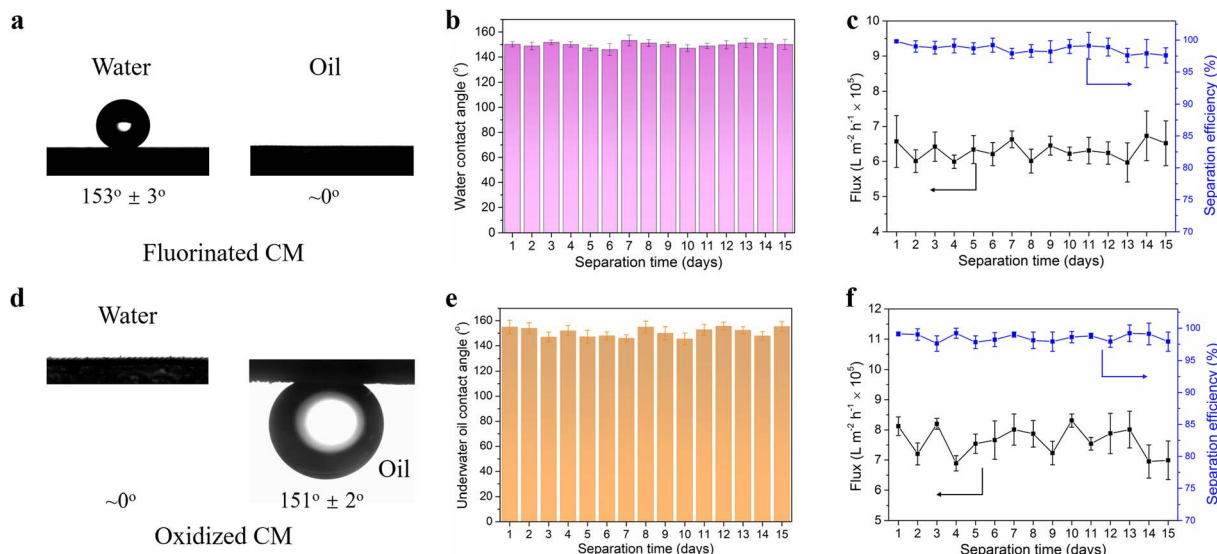 a
Water
Oil
153° ± 3°
~0°
Fluorinated CM
b
Water contact angle (°)
160
140
120
100
80
60
40
20
0
1 2 3 4 5 6 7 8 9 10 11 12 13 14 15
Separation time (days)
c
Flux (L m⁻² h⁻¹ × 10⁵)
10
9
8
7
6
5
4
100
95
90
85
80
75
70
Separation efficiency (%)
1 2 3 4 5 6 7 8 9 10 11 12 13 14 15
Separation time (days)
d
Water
Oil
~0°
151° ± 2°
Oxidized CM
e
Underwater oil contact angle (°)
160
140
120
100
80
60
40
20
0
1 2 3 4 5 6 7 8 9 10 11 12 13 14 15
Separation time (days)
f
Flux (L m⁻² h⁻¹ × 10⁵)
12
11
10
9
8
7
6
5
100
95
90
85
80
75
70
Separation efficiency (%)
1 2 3 4 5 6 7 8 9 10 11 12 13 14 15
Separation time (days)